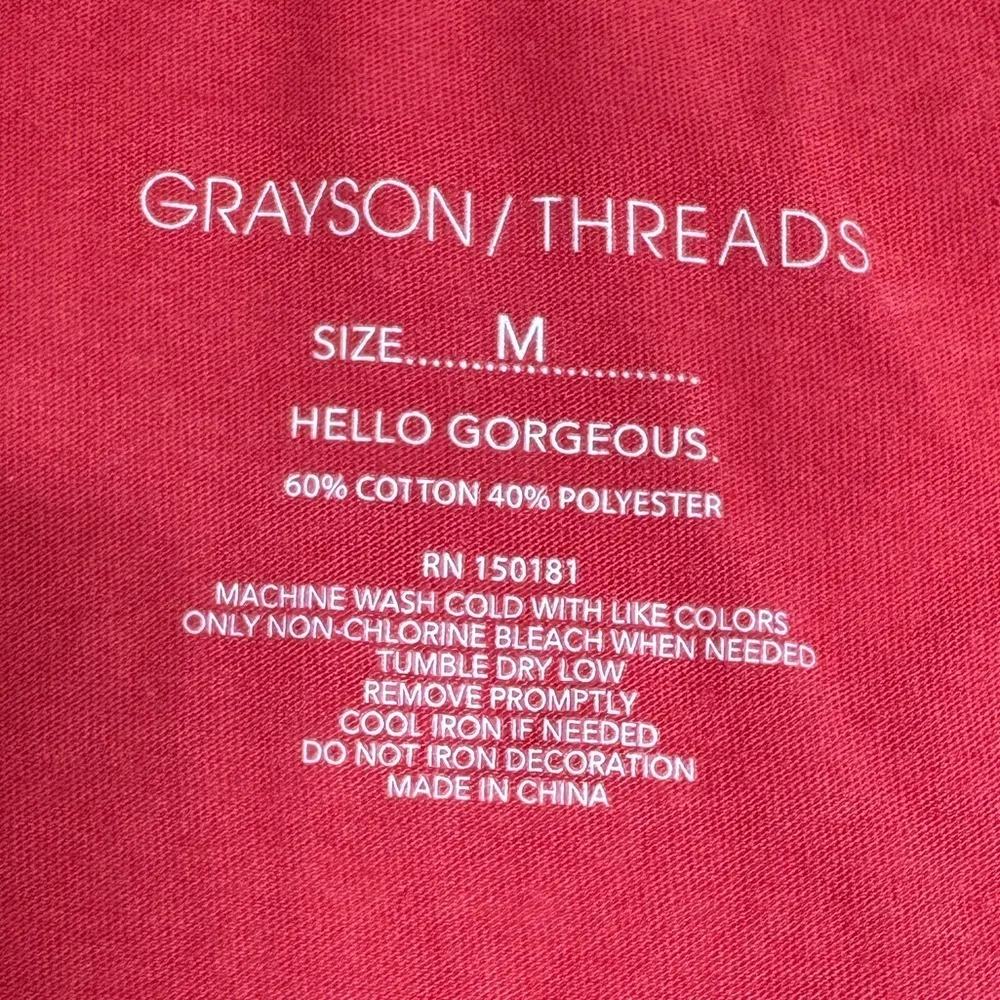 GRAYSON / THREADS
SIZE......M................
HELLO GORGEOUS.
60% COTTON 40% POLYESTER
RN 150181
MACHINE WASH COLD WITH LIKE COLORS
ONLY NON-CHLORINE BLEACH WHEN NEEDED
TUMBLE DRY LOW
REMOVE PROMPTLY
COOL IRON IF NEEDED
DO NOT IRON DECORATION
MADE IN CHINA